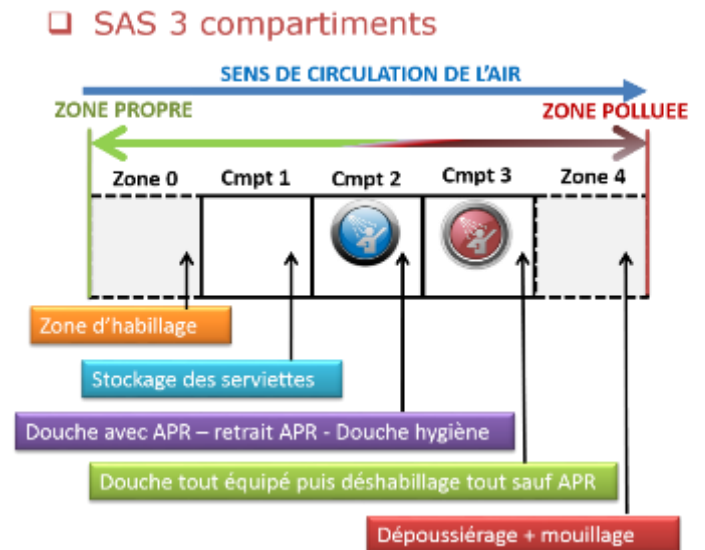 SAS 3 compartiments
SENS DE CIRCULATION DE L'AIR
ZONE PROPRE
ZONE POLLUEE
Zone 0
Cmpt 1
Cmpt 2
Cmpt 3
Zone 4
Zone d'habillage
Stockage des serviettes
Douche avec APR – retrait APR - Douche hygiène
Douche tout équipé puis déshabillage tout sauf APR
Dépoussiérage + mouillage